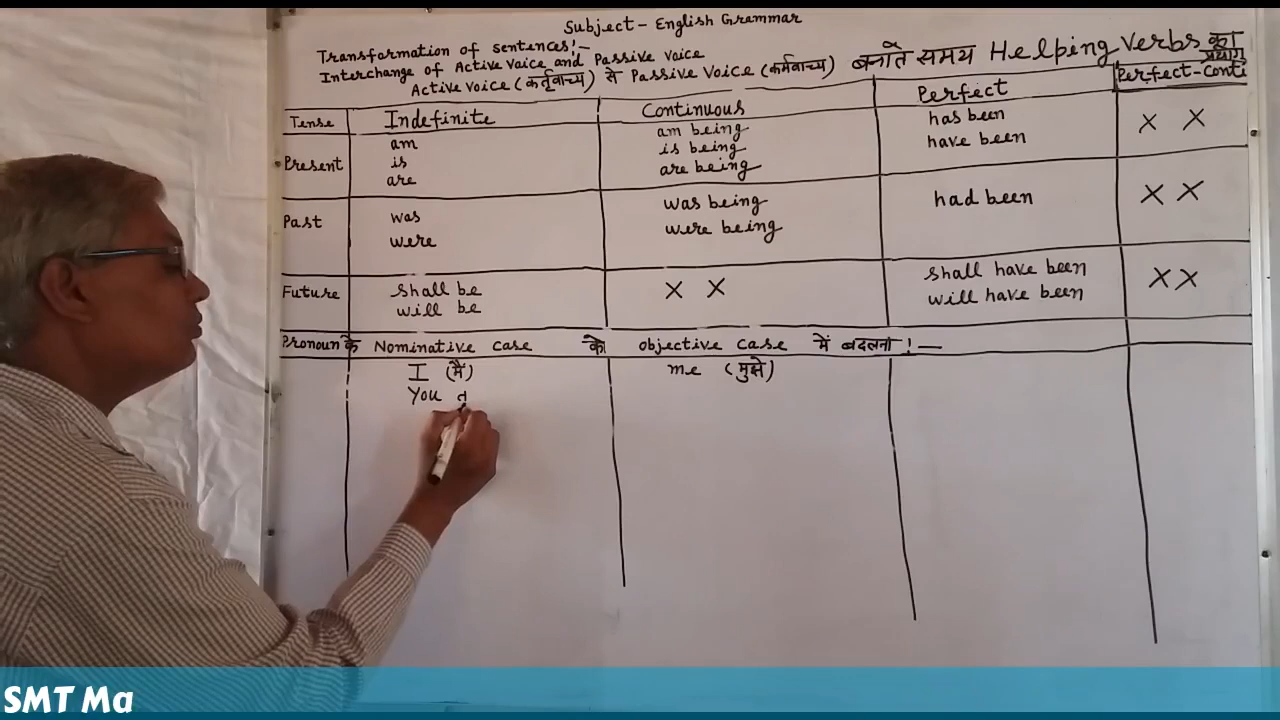 Subject - English Grammar
Transformation of sentences:-
Interchange of Active Voice and Passive Voice
Active Voice (कर्तृवाच्य) से Passive Voice (कर्मवाच्य) बनाते समय Helping Verbs का प्रयोग
Tense Indefinite Continuous Perfect Perfect-Conti
Present am am being has been × ×
is is being have been
are are being
Past was was being had been × ×
were were being
Future shall be × × shall have been ××
will be will have been
Pronoun के Nominative case को objective case में बदलना!—
I (मैं) me (मुझे)
You त
SMT Ma